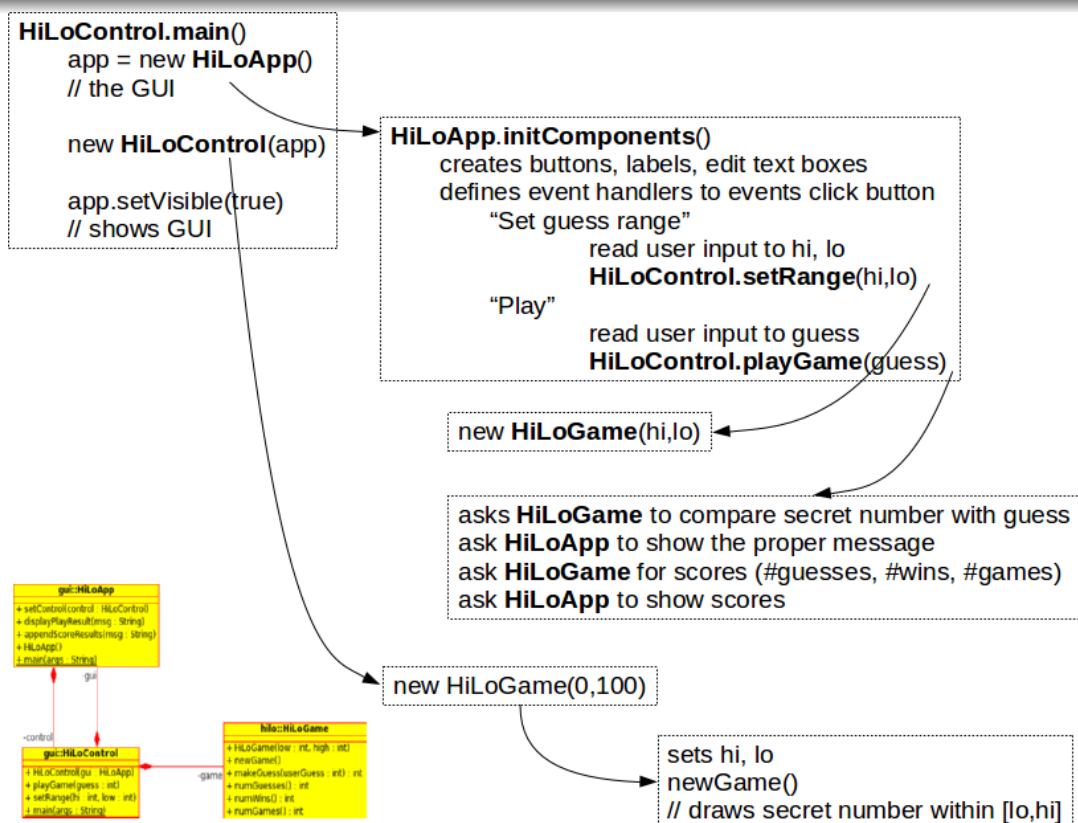 HiLoControl.main()
app = new HiLoApp()
// the GUI
new HiLoControl(app)
app.setVisible(true)
// shows GUI
HiLoApp.initComponents()
creates buttons, labels, edit text boxes
defines event handlers to events click button
“Set guess range”
read user input to hi, lo
HiLoControl.setRange(hi,lo)
“Play”
read user input to guess
HiLoControl.playGame(guess)
new HiLoGame(hi,lo)
asks HiLoGame to compare secret number with guess
ask HiLoApp to show the proper message
ask HiLoGame for scores (#guesses, #wins, #games)
ask HiLoApp to show scores
new HiLoGame(0,100)
sets hi, lo
newGame()
// draws secret number within [lo,hi]
gui::HiLoApp
+ setControl(control : HiLoControl)
+ displayPlayResult(msg : String)
+ appendScoreResults(msg : String)
+ HiLoApp()
+ main(args : String)
-gui
-control
gui::HiLoControl
+ HiLoControl(gui : HiLoApp)
+ playGame(guess : int)
+ setRange(hi : int, low : int)
+ main(args : String)
-game
hilo::HiLoGame
+ HiLoGame(low : int, high : int)
+ newGame()
+ makeGuess(userGuess : int) : int
+ numGuesses() : int
+ numWins() : int
+ numGames() : int